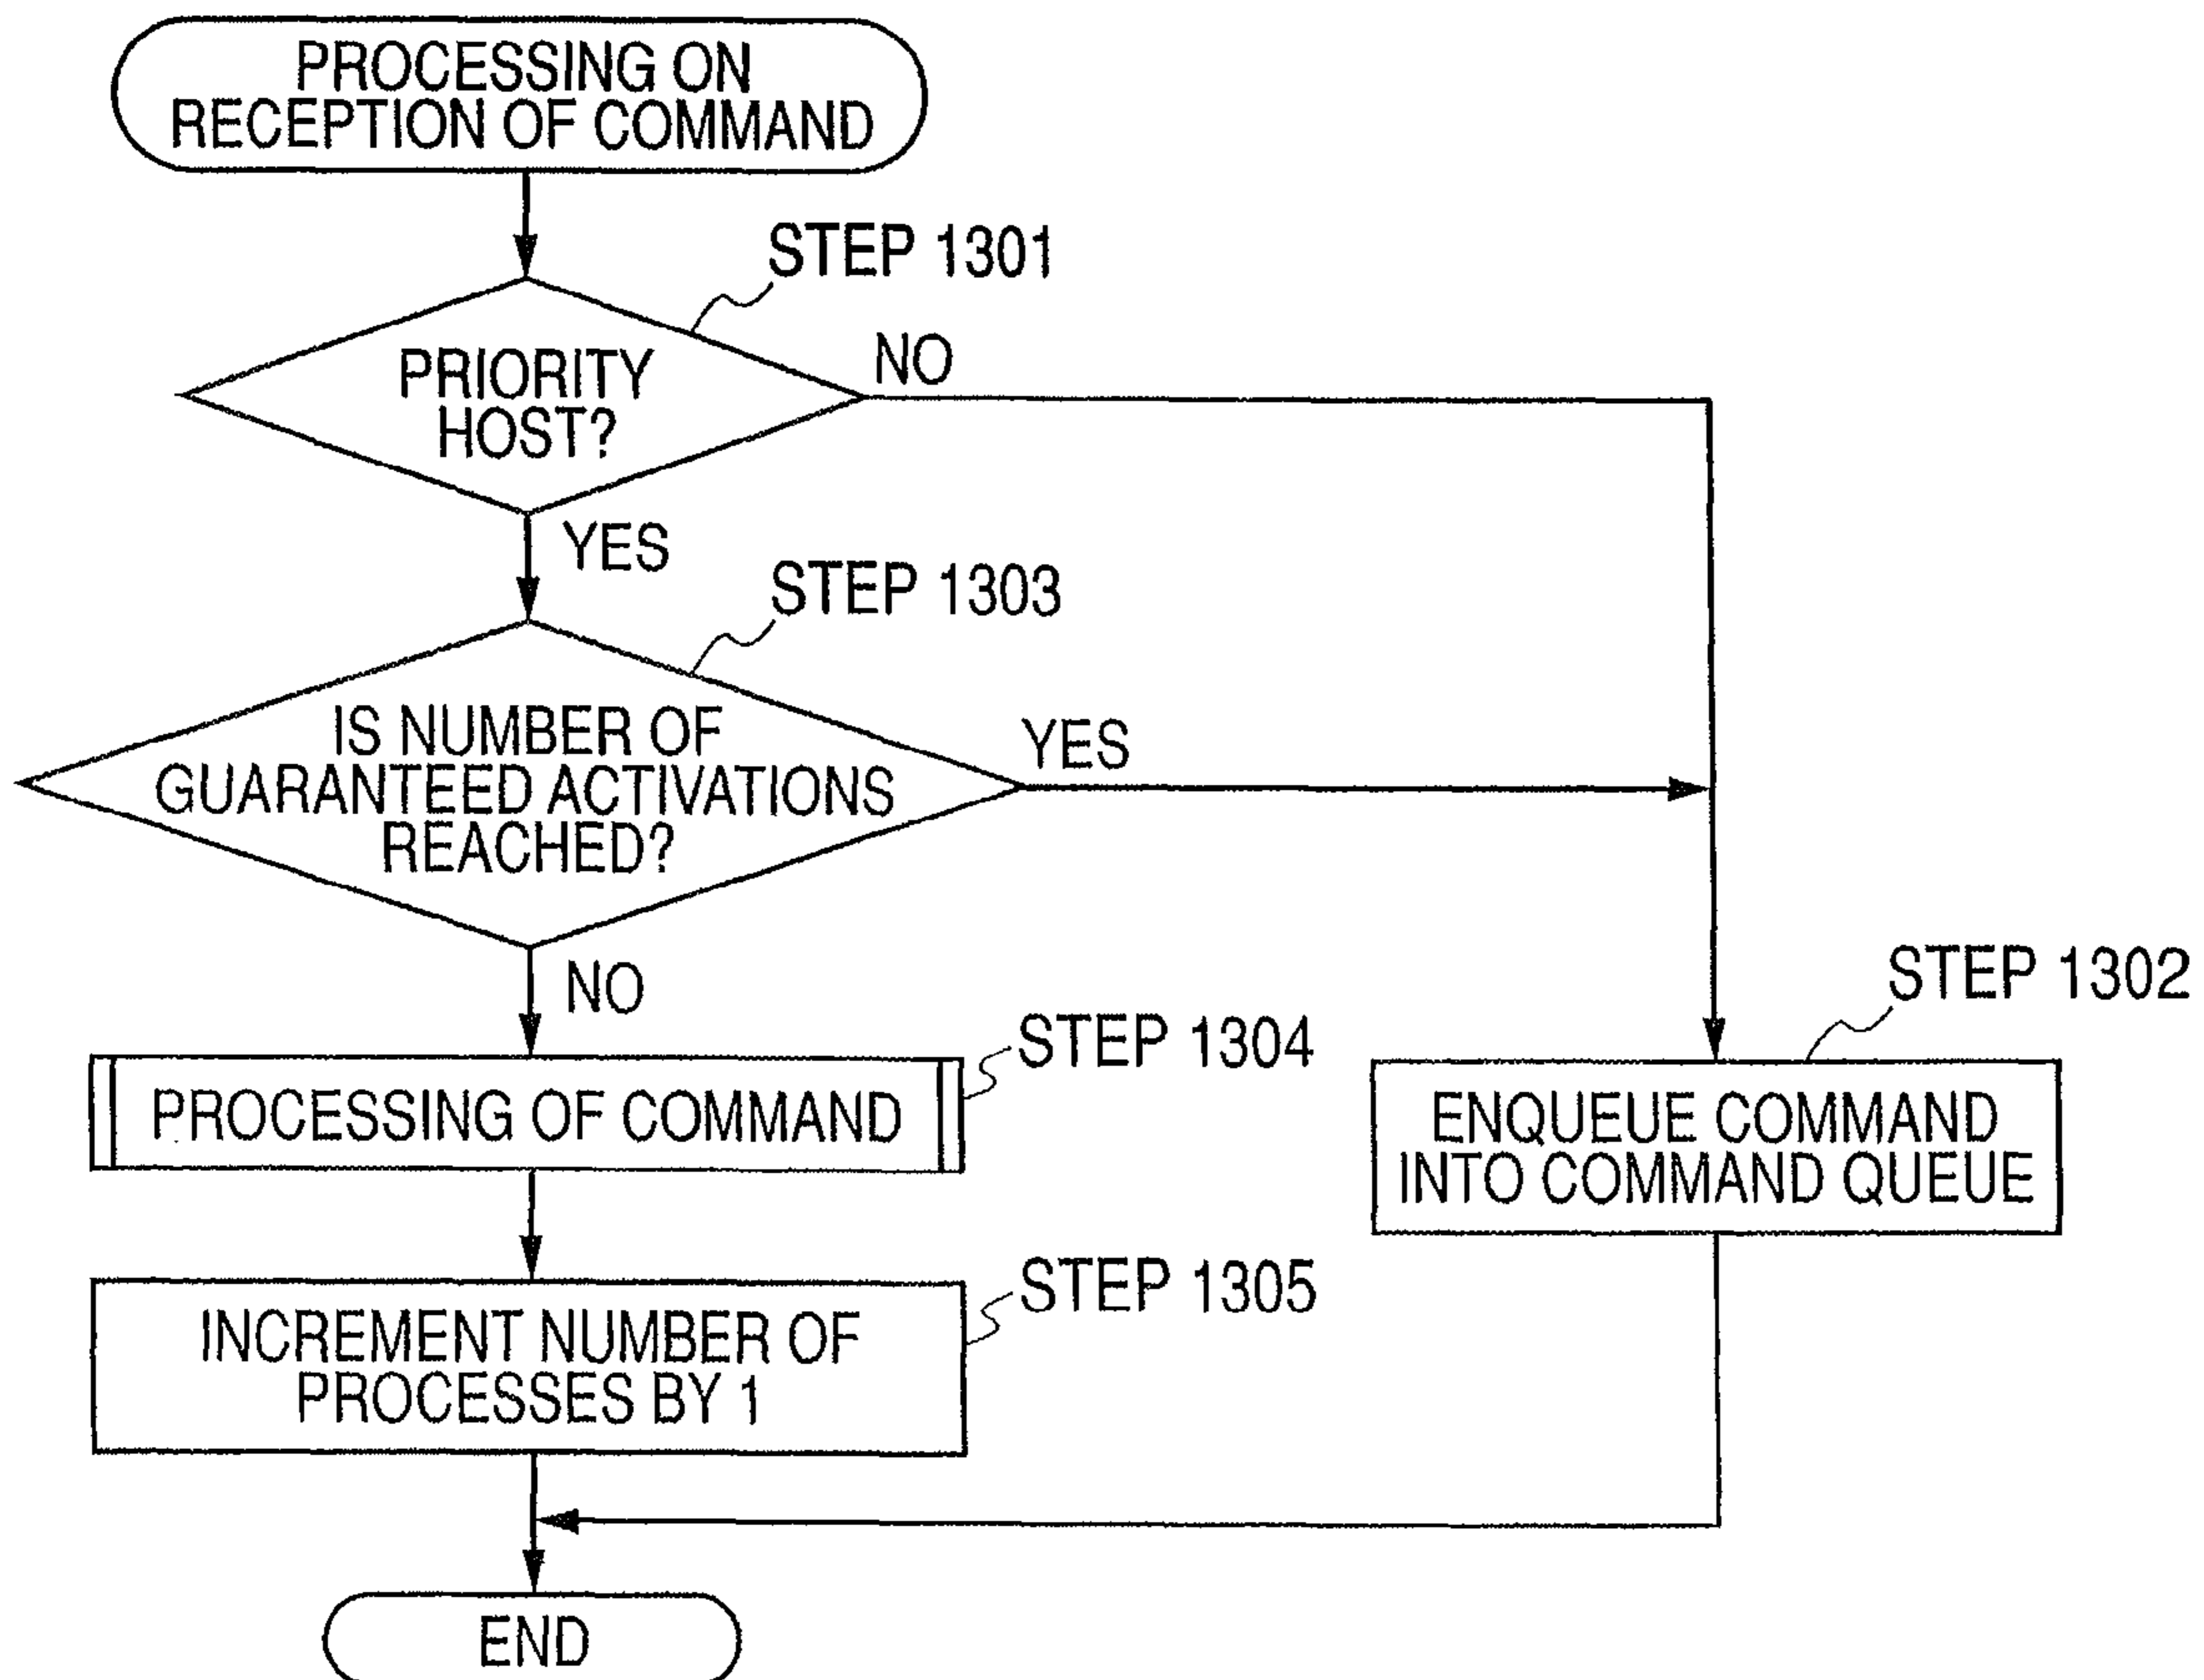 PROCESSING ON
RECEPTION OF COMMAND
STEP 1301
PRIORITY
HOST?
NO
YES
STEP 1303
IS NUMBER OF
GUARANTEED ACTIVATIONS
REACHED?
YES
NO
STEP 1302
STEP 1304
PROCESSING OF COMMAND
ENQUEUE COMMAND
INTO COMMAND QUEUE
STEP 1305
INCREMENT NUMBER OF
PROCESSES BY 1
END